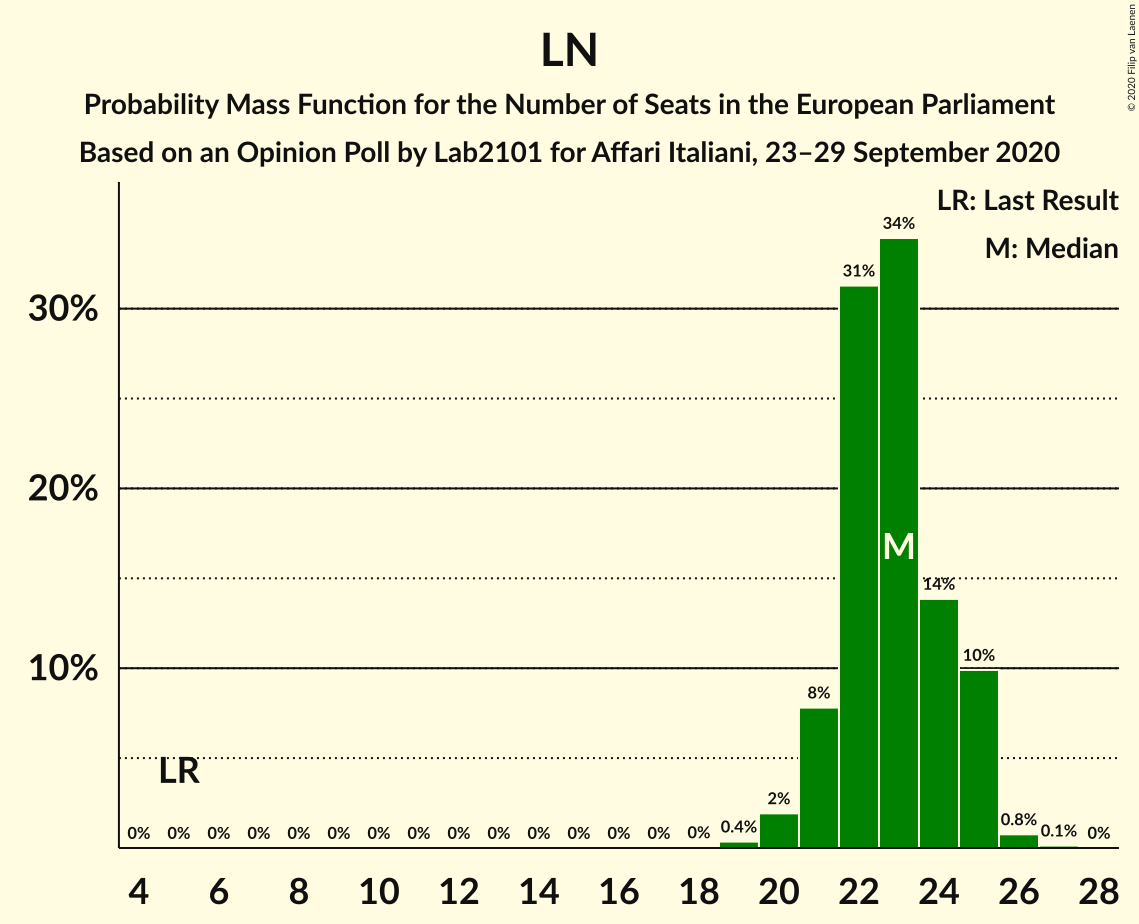 LN
Probability Mass Function for the Number of Seats in the European Parliament
Based on an Opinion Poll by Lab2101 for Affari Italiani, 23–29 September 2020
© 2020 Filip van Laenen
LR: Last Result
M: Median
30%
20%
10%
34%
31%
M
14%
10%
8%
LR
2%
0% 0% 0% 0% 0% 0% 0% 0% 0% 0% 0% 0% 0% 0% 0% 0.4% 0.8% 0.1% 0%
4 6 8 10 12 14 16 18 20 22 24 26 28